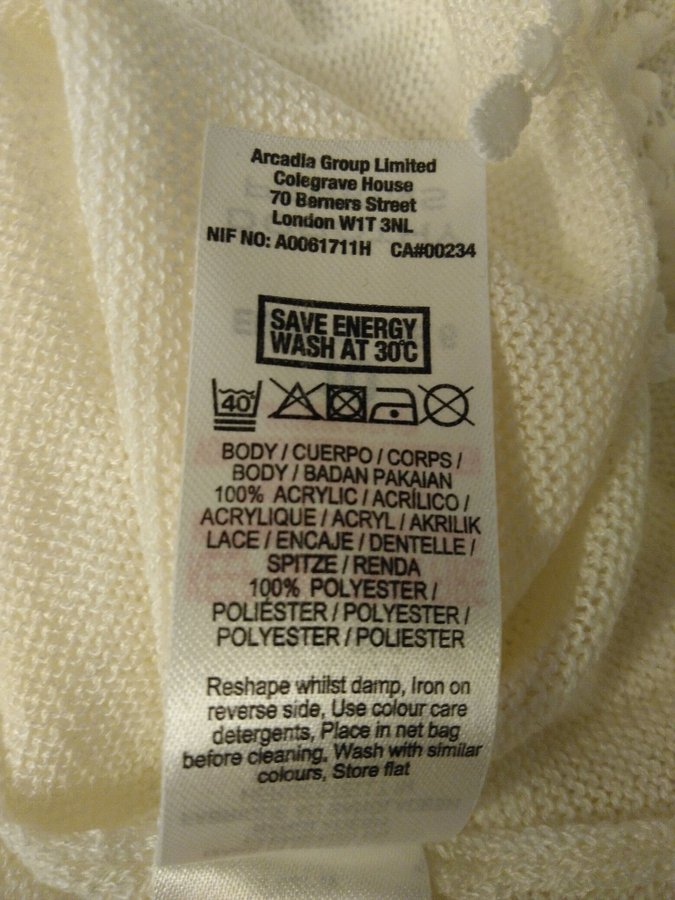 Arcadia Group Limited
Colegrave House
70 Berners Street
London W1T 3NL
NIF NO: A0061711H CA#00234
SAVE ENERGY
WASH AT 30°C
40
BODY / CUERPO / CORPS /
BODY / BADAN PAKAIAN
100% ACRYLIC / ACRÍLICO /
ACRYLIQUE / ACRYL / AKRILIK
LACE / ENCAJE / DENTELLE /
SPITZE / RENDA
100% POLYESTER /
POLIÉSTER / POLYESTER /
POLYESTER / POLIESTER
Reshape whilst damp, Iron on
reverse side, Use colour care
detergents, Place in net bag
before cleaning, Wash with similar
colours, Store flat